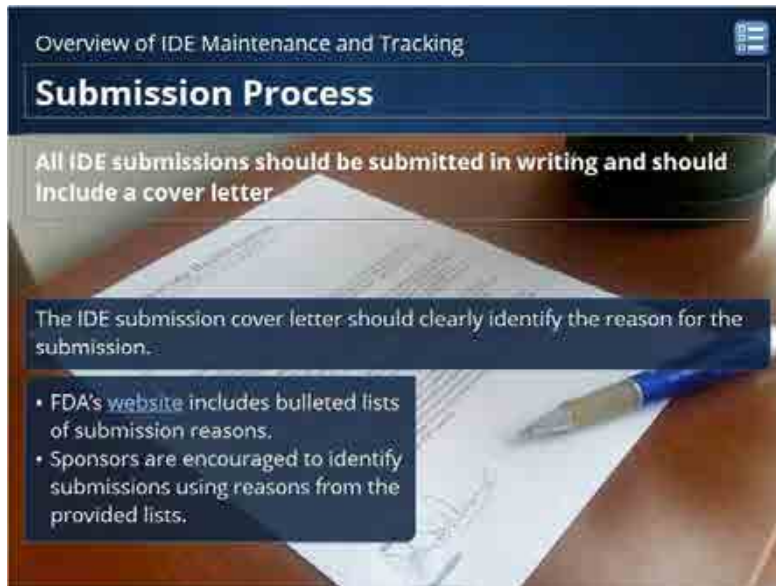 Overview of IDE Maintenance and Tracking
Submission Process
All IDE submissions should be submitted in writing and should
include a cover letter
The IDE submission cover letter should clearly identify the reason for the
submission.
• FDA's website includes bulleted lists
of submission reasons.
• Sponsors are encouraged to identify
submissions using reasons from the
provided lists.